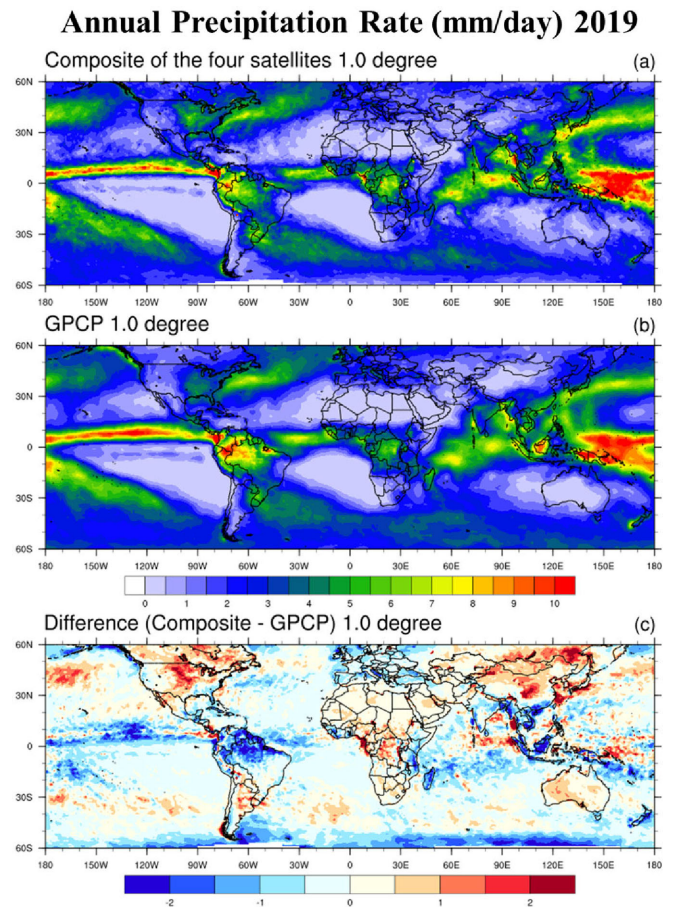 Annual Precipitation Rate (mm/day) 2019
Composite of the four satellites 1.0 degree (a)
60N
30N
0
30S
60S
180 150W 120W 90W 60W 30W 0 30E 60E 90E 120E 150E 180
GPCP 1.0 degree (b)
60N
30N
0
30S
60S
180 150W 120W 90W 60W 30W 0 30E 60E 90E 120E 150E 180
0 1 2 3 4 5 6 7 8 9 10
Difference (Composite - GPCP) 1.0 degree (c)
60N
30N
0
30S
60S
180 150W 120W 90W 60W 30W 0 30E 60E 90E 120E 150E 180
-2 -1 0 1 2